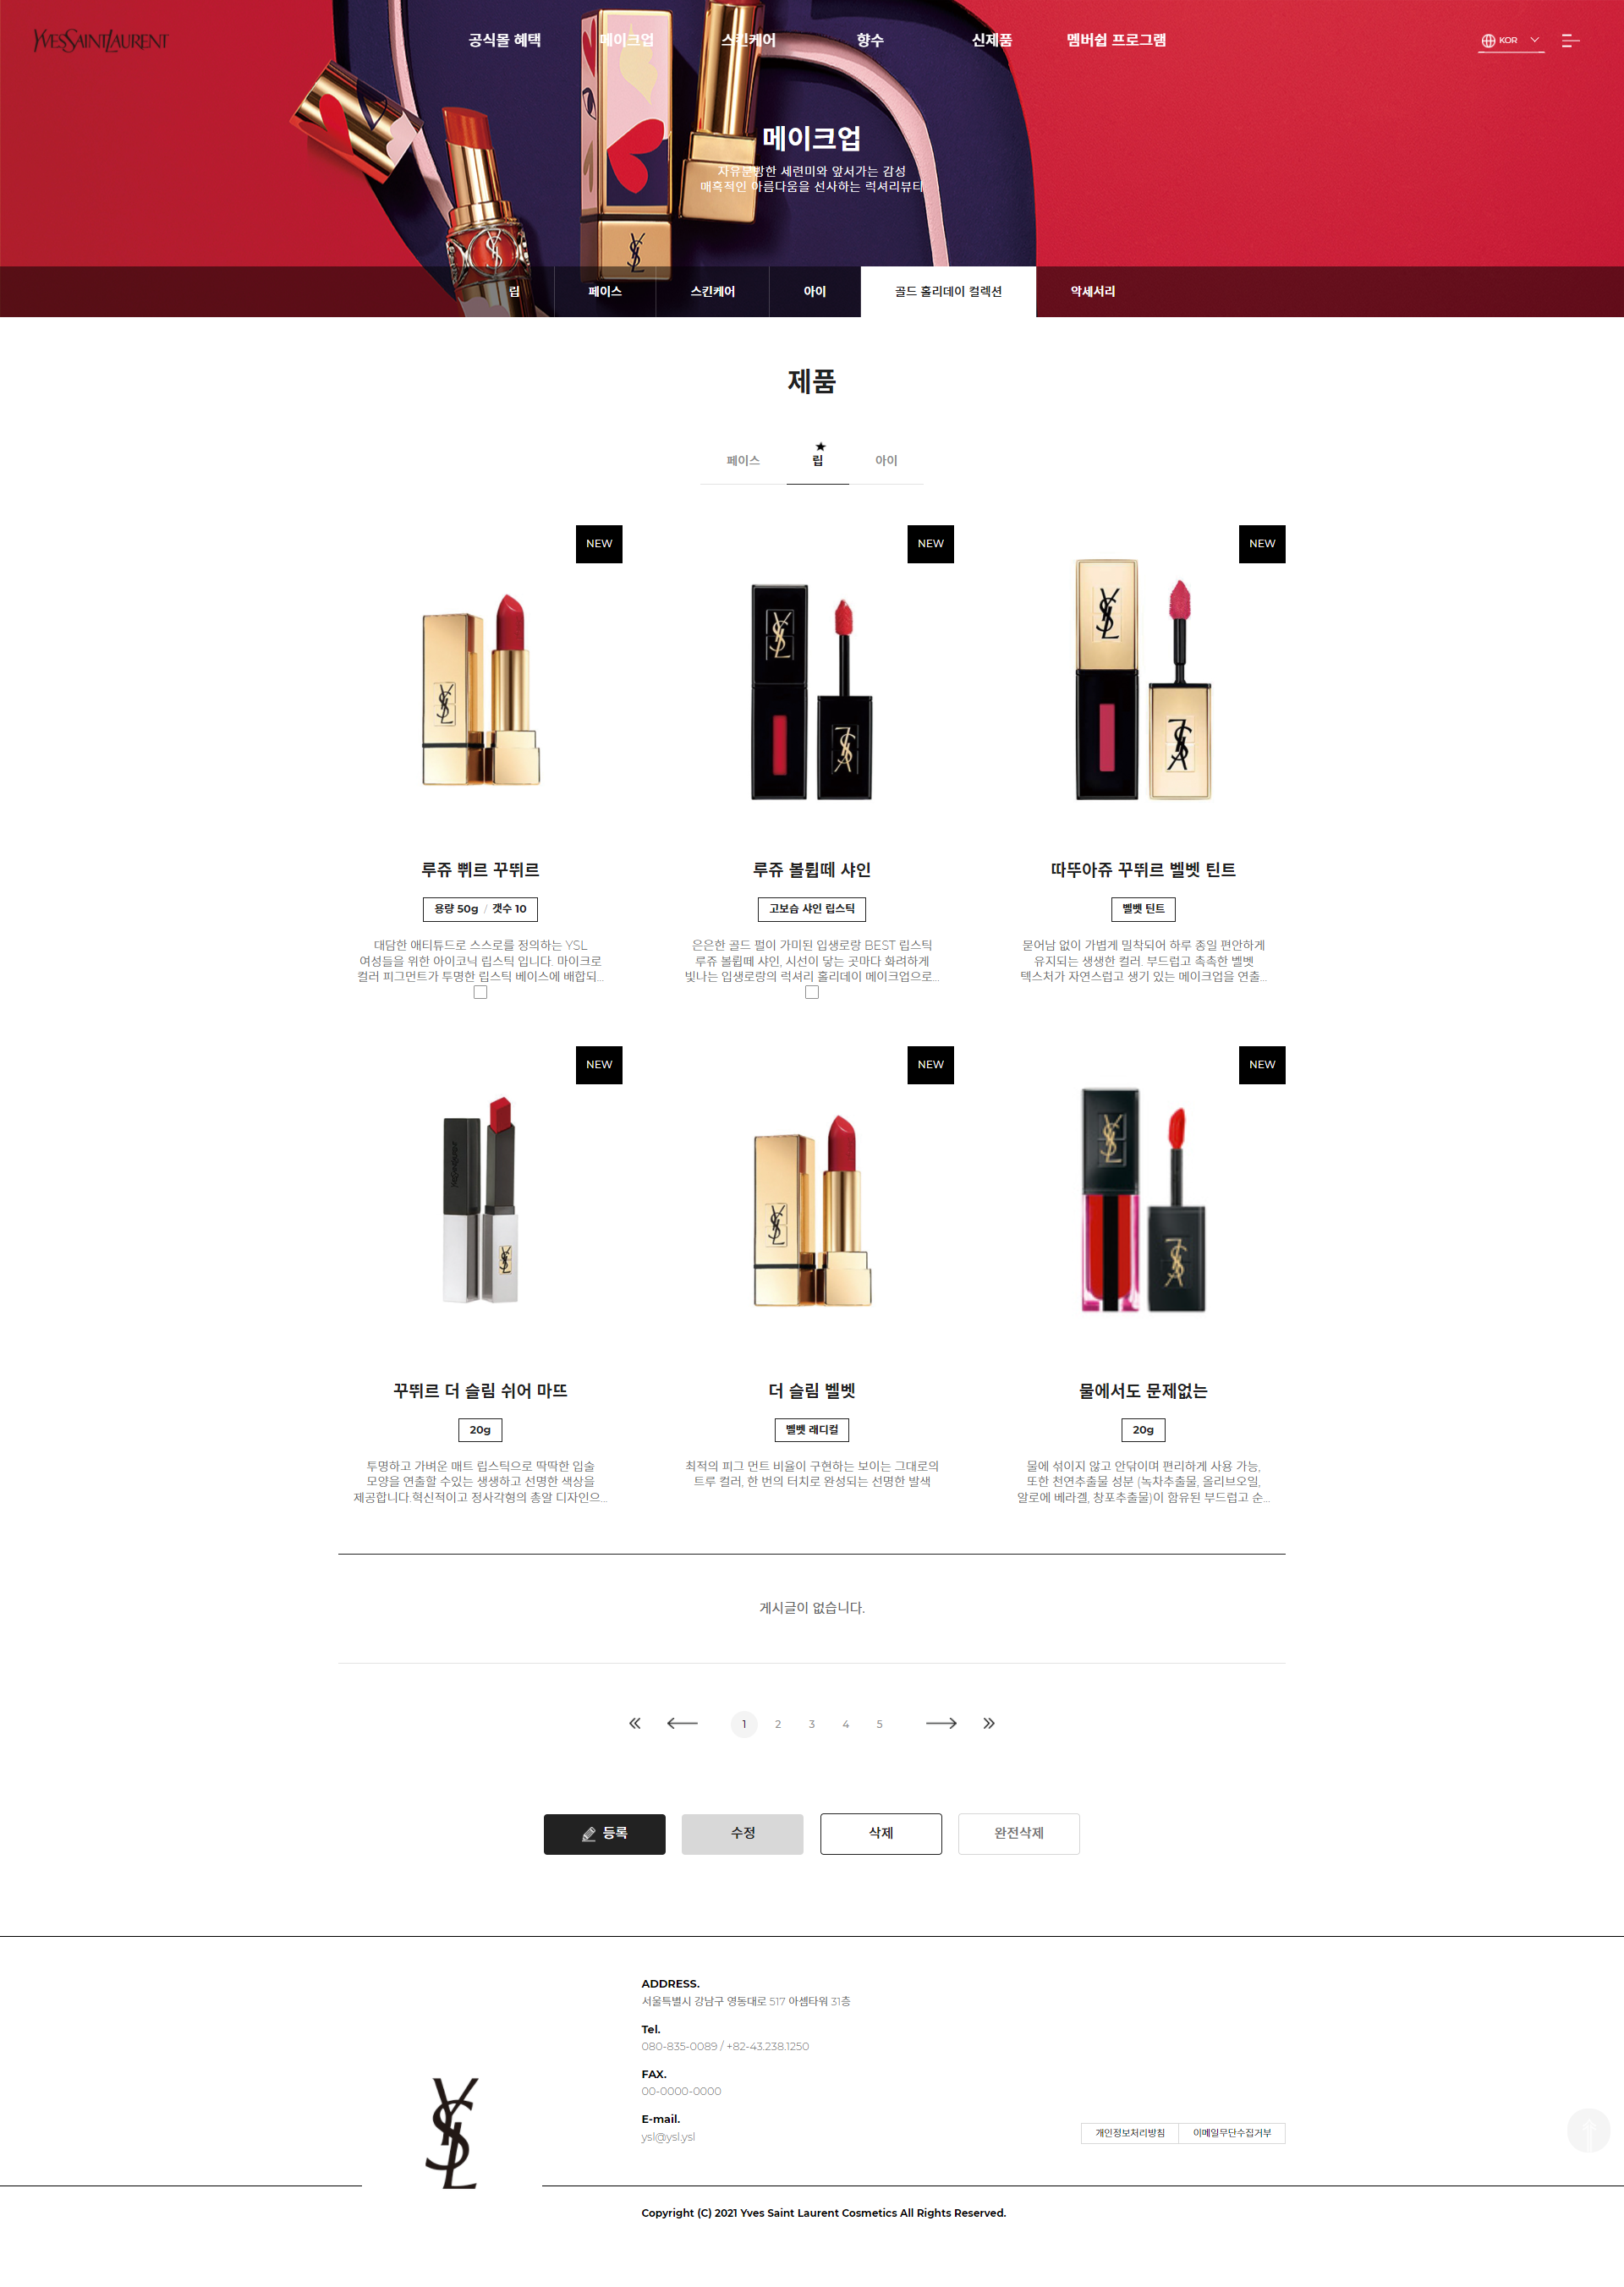 YVESSAINTLAURENT
공식몰 혜택
메이크업
스킨케어
향수
신제품
멤버쉽 프로그램
KOR
메이크업
자유분방한 세련미와 앞서가는 감성
매혹적인 아름다움을 선사하는 럭셔리뷰티
립
페이스
스킨케어
아이
골드 홀리데이 컬렉션
악세서리
제품
페이스
★
립
아이
NEW
NEW
NEW
루쥬 쀠르 꾸뛰르
루쥬 볼륍떼 샤인
따뚜아쥬 꾸뛰르 벨벳 틴트
용량 50g / 갯수 10
고보습 샤인 립스틱
벨벳 틴트
대담한 애티튜드로 스스로를 정의하는 YSL
여성들을 위한 아이코닉 립스틱 입니다. 마이크로
컬러 피그먼트가 투명한 립스틱 베이스에 배합되...
은은한 골드 펄이 가미된 입생로랑 BEST 립스틱
루쥬 볼륍떼 샤인, 시선이 닿는 곳마다 화려하게
빛나는 입생로랑의 럭셔리 홀리데이 메이크업으로...
묻어남 없이 가볍게 밀착되어 하루 종일 편안하게
유지되는 생생한 컬러. 부드럽고 촉촉한 벨벳
텍스처가 자연스럽고 생기 있는 메이크업을 연출...
NEW
NEW
NEW
꾸뛰르 더 슬림 쉬어 마뜨
더 슬림 벨벳
물에서도 문제없는
20g
벨벳 래디컬
20g
투명하고 가벼운 매트 립스틱으로 딱딱한 입술
모양을 연출할 수있는 생생하고 선명한 색상을
제공합니다.혁신적이고 정사각형의 총알 디자인으...
최적의 피그 먼트 비율이 구현하는 보이는 그대로의
트루 컬러, 한 번의 터치로 완성되는 선명한 발색
물에 섞이지 않고 안닦이며 편리하게 사용 가능,
또한 천연추출물 성분 (녹차추출물, 올리브오일,
알로에 베라겔, 창포추출물)이 함유된 부드럽고 순...
게시글이 없습니다.
1
2
3
4
5
등록
수정
삭제
완전삭제
ADDRESS.
서울특별시 강남구 영동대로 517 아셈타워 31층
Tel.
080-835-0089 / +82-43.238.1250
FAX.
00-0000-0000
E-mail.
ysl@ysl.ysl
개인정보처리방침
이메일무단수집거부
YSL
Copyright (C) 2021 Yves Saint Laurent Cosmetics All Rights Reserved.